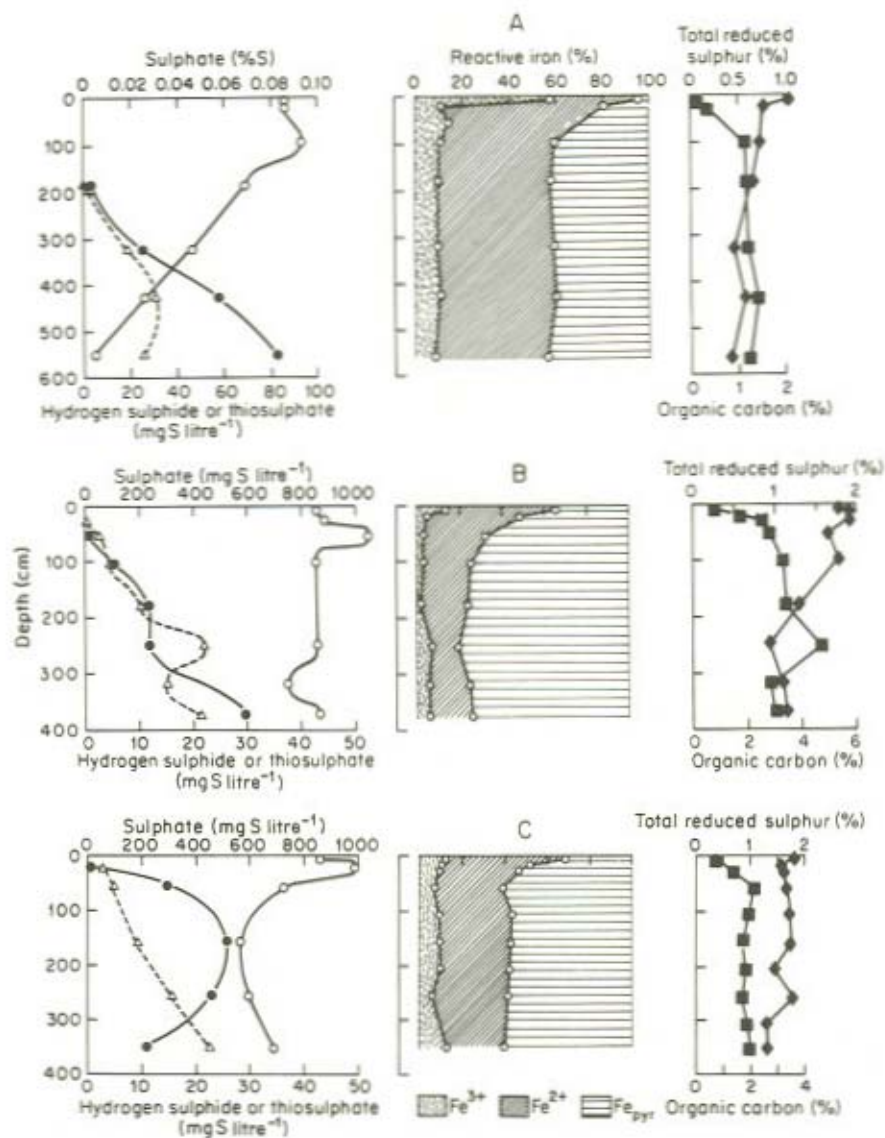 A
Sulphate (%S)
0 0.02 0.04 0.06 0.08 0.10
Reactive iron (%)
20 40 60 80 100%
Total reduced
sulphur (%)
0 0.5 1.0
0
100
200
300
400
500
600
0 20 40 60 80 100
Hydrogen sulphide or thiosulphate
(mgS litre⁻¹)
0 1 2
Organic carbon (%)
B
Sulphate (mg S litre⁻¹)
0 200 400 600 800 1000
Total reduced sulphur (%)
0 1 2
Depth (cm)
0
100
200
300
400
0 10 20 30 40 50
Hydrogen sulphide or thiosulphate
(mgS litre⁻¹)
0 2 4 6
Organic carbon (%)
C
Sulphate (mgS litre⁻¹)
0 200 400 600 800 1000
Total reduced sulphur (%)
0 1 2
0
100
200
300
400
0 10 20 30 40 50
Hydrogen sulphide or thiosulphate
(mgS litre⁻¹)
Fe³⁺ Fe²⁺ Fe pyr
0 2 4
Organic carbon (%)